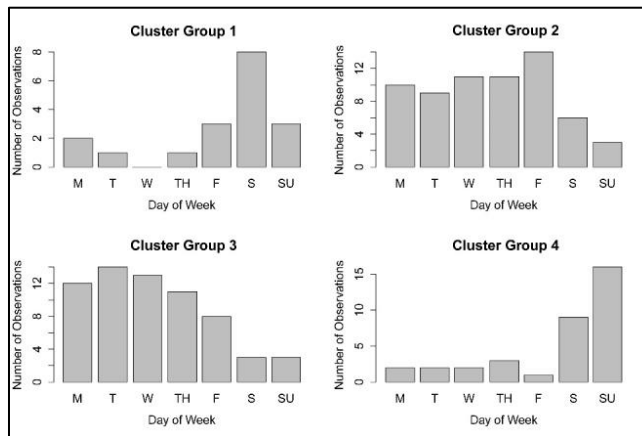 Cluster Group 1
Number of Observations
0 2 4 6 8
M T W TH F S SU
Day of Week
Cluster Group 2
Number of Observations
0 4 8 12
M T W TH F S SU
Day of Week
Cluster Group 3
Number of Observations
0 4 8 12
M T W TH F S SU
Day of Week
Cluster Group 4
Number of Observations
0 5 10 15
M T W TH F S SU
Day of Week